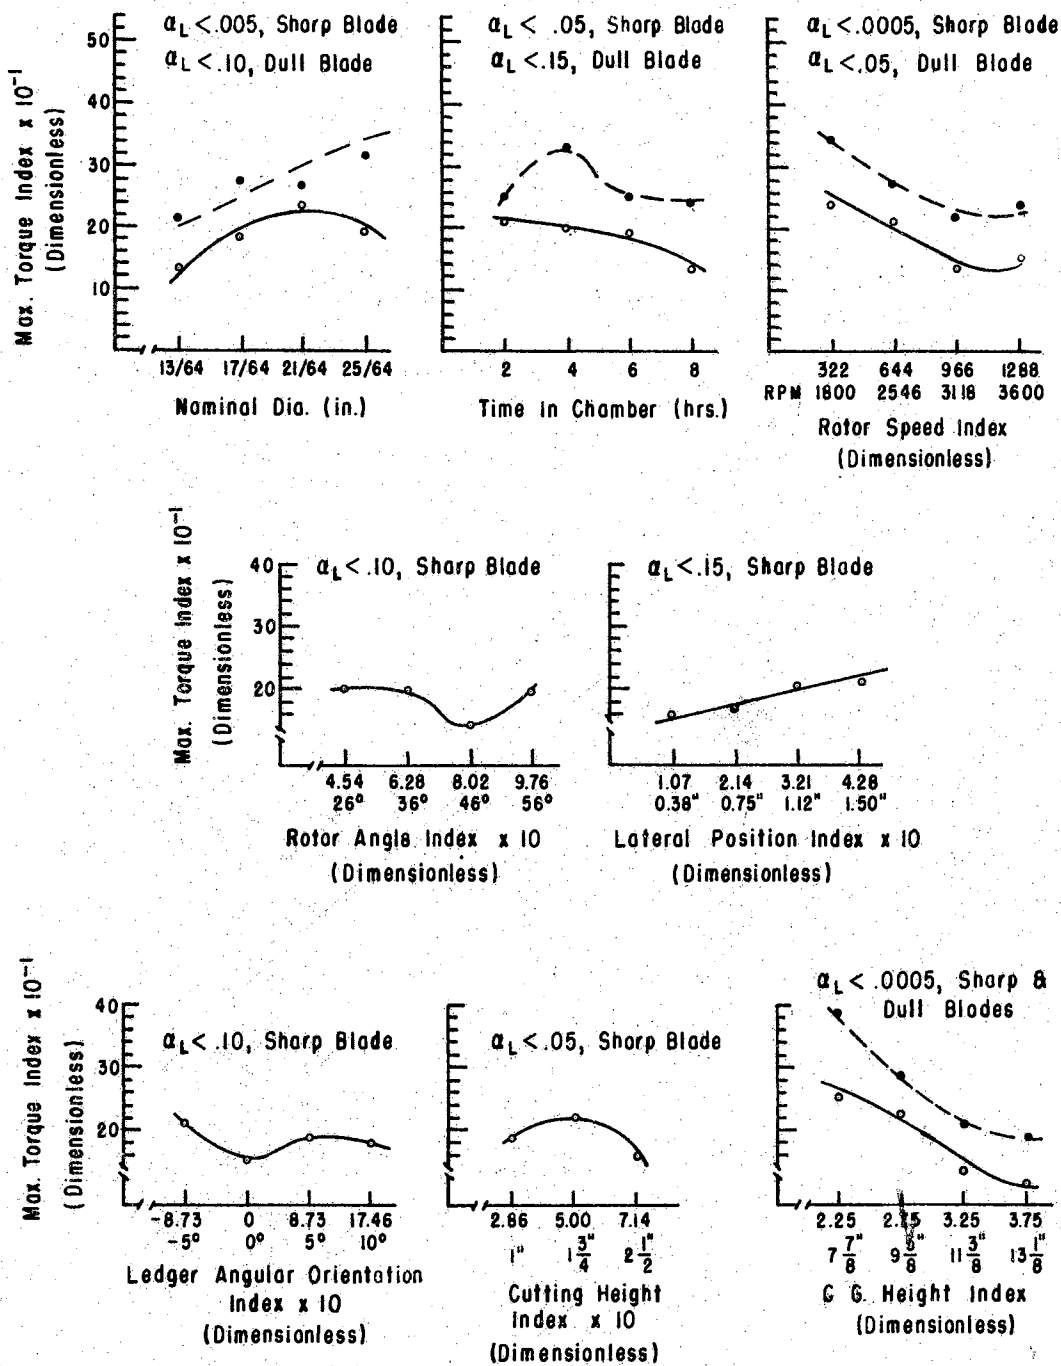 α_L < .005, Sharp Blade
α_L < .10, Dull Blade
Max. Torque Index x 10⁻¹
(Dimensionless)
50
40
30
20
10
13/64 17/64 21/64 25/64
Nominal Dia. (in.)
α_L < .05, Sharp Blade
α_L < .15, Dull Blade
2 4 6 8
Time in Chamber (hrs.)
α_L < .0005, Sharp Blade
α_L < .05, Dull Blade
322 644 966 1288
RPM 1800 2546 3118 3600
Rotor Speed Index
(Dimensionless)
Max. Torque Index x 10⁻¹
(Dimensionless)
40
30
20
α_L < .10, Sharp Blade
4.54 6.28 8.02 9.76
26° 36° 46° 56°
Rotor Angle Index x 10
(Dimensionless)
α_L < .15, Sharp Blade
1.07 2.14 3.21 4.28
0.38" 0.75" 1.12" 1.50"
Lateral Position Index x 10
(Dimensionless)
Max. Torque Index x 10⁻¹
(Dimensionless)
40
30
20
α_L < .10, Sharp Blade
-8.73 0 8.73 17.46
-5° 0° 5° 10°
Ledger Angular Orientation
Index x 10
(Dimensionless)
α_L < .05, Sharp Blade
2.86 5.00 7.14
1" 1 3/4" 2 1/2"
Cutting Height
Index x 10
(Dimensionless)
α_L < .0005, Sharp &
Dull Blades
2.25 3.25 3.75
7 7/8" 11 3/8" 13 1/8"
C G. Height Index
(Dimensionless)